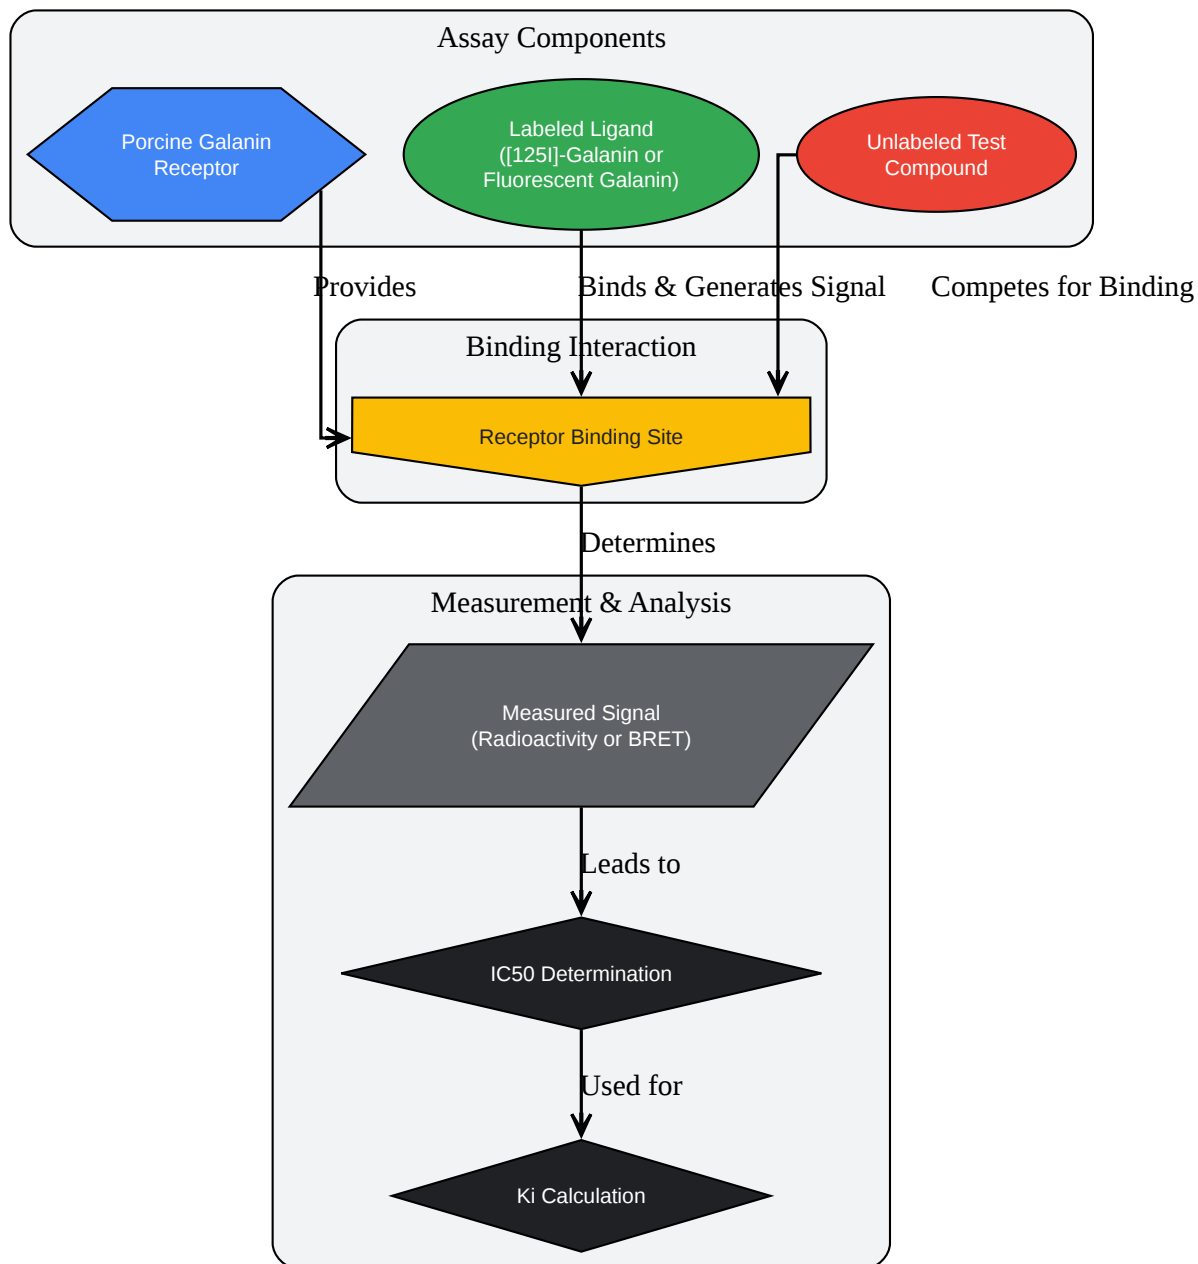 Assay Components
Porcine Galanin
Receptor
Labeled Ligand
([125I]-Galanin or
Fluorescent Galanin)
Unlabeled Test
Compound
Provides
Binds & Generates Signal
Competes for Binding
Binding Interaction
Receptor Binding Site
Determines
Measurement & Analysis
Measured Signal
(Radioactivity or BRET)
Leads to
IC50 Determination
Used for
Ki Calculation